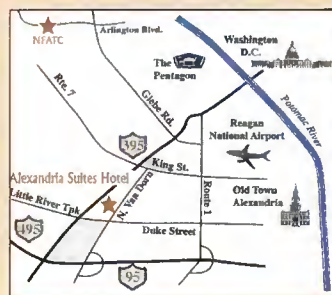 Arlington Blvd.
NFATC
Washington
D.C.
The
Pentagon
Rte. 7
Glebe Rd.
Potomac River
395
Reagan
National Airport
King St.
Alexandria Suites Hotel
N. Van Dorn
Route 1
Old Town
Alexandria
Little River Tpk
Duke Street
495
95